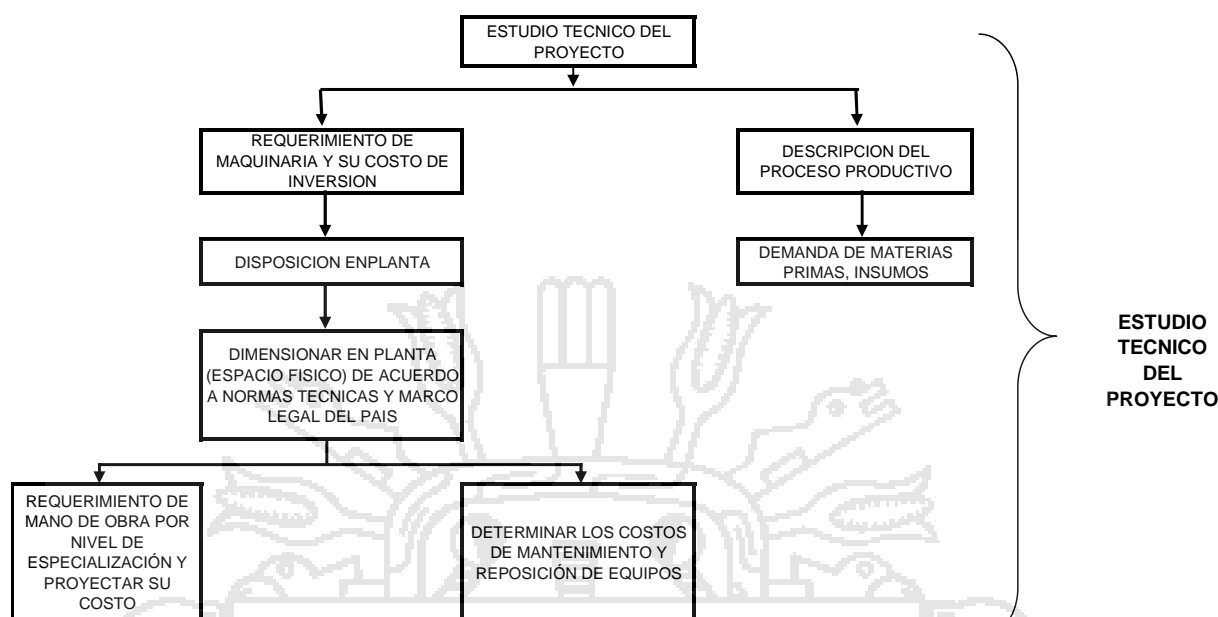 ESTUDIO TECNICO DEL
PROYECTO
REQUERIMIENTO DE
MAQUINARIA Y SU COSTO DE
INVERSION
DESCRIPCION DEL
PROCESO PRODUCTIVO
DISPOSICION ENPLANTA
DEMANDA DE MATERIAS
PRIMAS, INSUMOS
DIMENSIONAR EN PLANTA
(ESPACIO FISICO) DE ACUERDO
A NORMAS TECNICAS Y MARCO
LEGAL DEL PAIS
REQUERIMIENTO DE
MANO DE OBRA POR
NIVEL DE
ESPECIALIZACIÓN Y
PROYECTAR SU
COSTO
DETERMINAR LOS COSTOS
DE MANTENIMIENTO Y
REPOSICIÓN DE EQUIPOS
ESTUDIO
TECNICO
DEL
PROYECTO